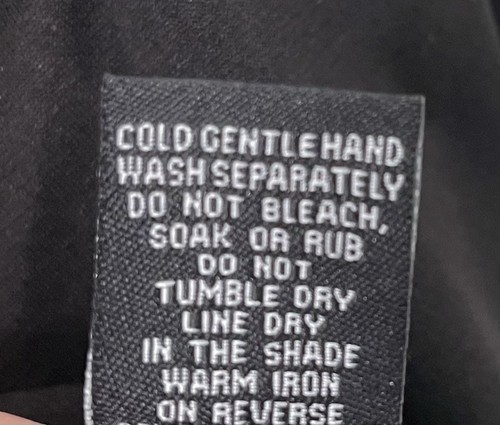 COLD GENTLE HAND
WASH SEPARATELY
DO NOT BLEACH,
SOAK OR RUB
DO NOT
TUMBLE DRY
LINE DRY
IN THE SHADE
WARM IRON
ON REVERSE